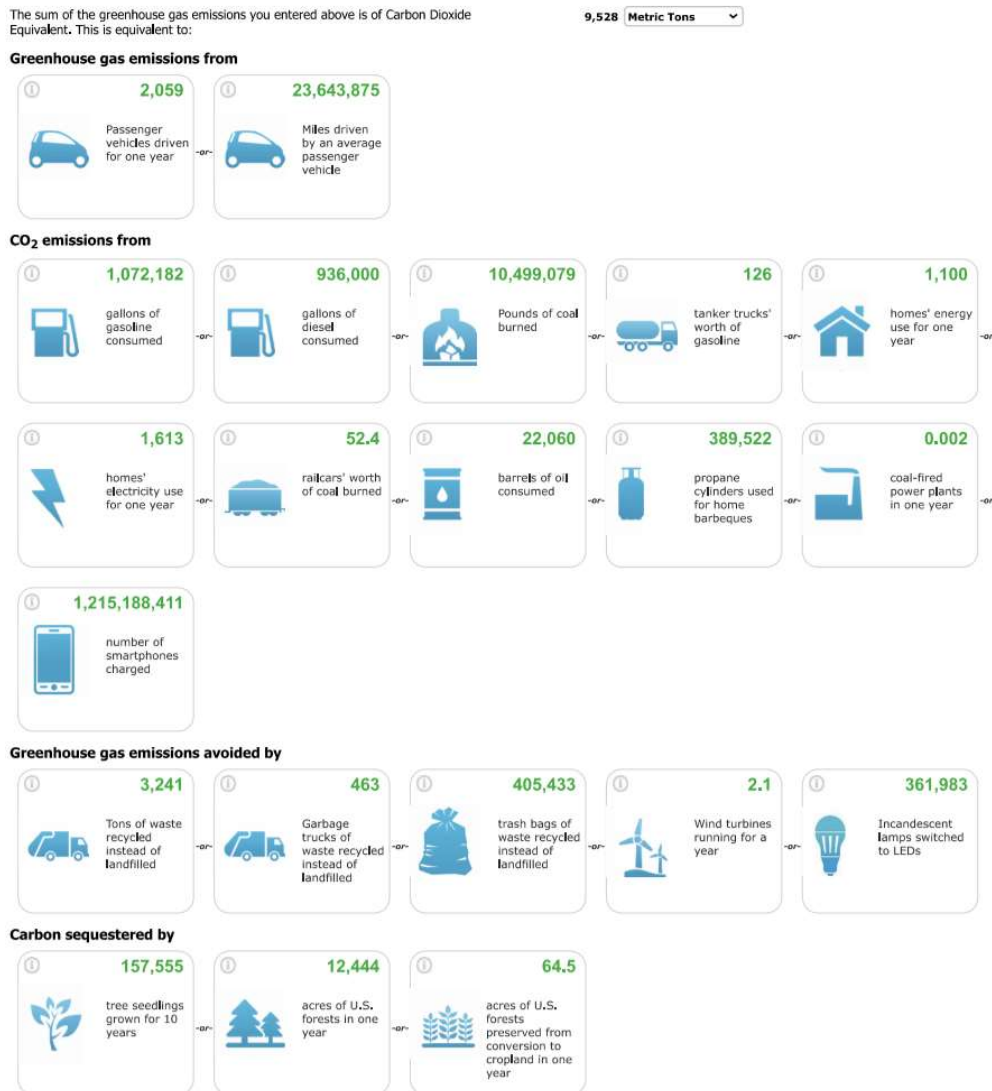 The sum of the greenhouse gas emissions you entered above is of Carbon Dioxide
Equivalent. This is equivalent to:
9,528 Metric Tons
Greenhouse gas emissions from
2,059
Passenger
vehicles driven
for one year
-or-
23,643,875
Miles driven
by an average
passenger
vehicle
CO₂ emissions from
1,072,182
gallons of
gasoline
consumed
-or-
936,000
gallons of
diesel
consumed
-or-
10,499,079
Pounds of coal
burned
-or-
126
tanker trucks'
worth of
gasoline
-or-
1,100
homes' energy
use for one
year
-or
1,613
homes'
electricity use
for one year
-or-
52.4
railcars' worth
of coal burned
-or-
22,060
barrels of oil
consumed
-or-
389,522
propane
cylinders used
for home
barbeques
-or-
0.002
coal-fired
power plants
in one year
-or
1,215,188,411
number of
smartphones
charged
Greenhouse gas emissions avoided by
3,241
Tons of waste
recycled
instead of
landfilled
-or-
463
Garbage
trucks of
waste recycled
instead of
landfilled
-or-
405,433
trash bags of
waste recycled
instead of
landfilled
-or-
2.1
Wind turbines
running for a
year
-or-
361,983
Incandescent
lamps switched
to LEDs
Carbon sequestered by
157,555
tree seedlings
grown for 10
years
-or-
12,444
acres of U.S.
forests in one
year
-or-
64.5
acres of U.S.
forests
preserved from
conversion to
cropland in one
year